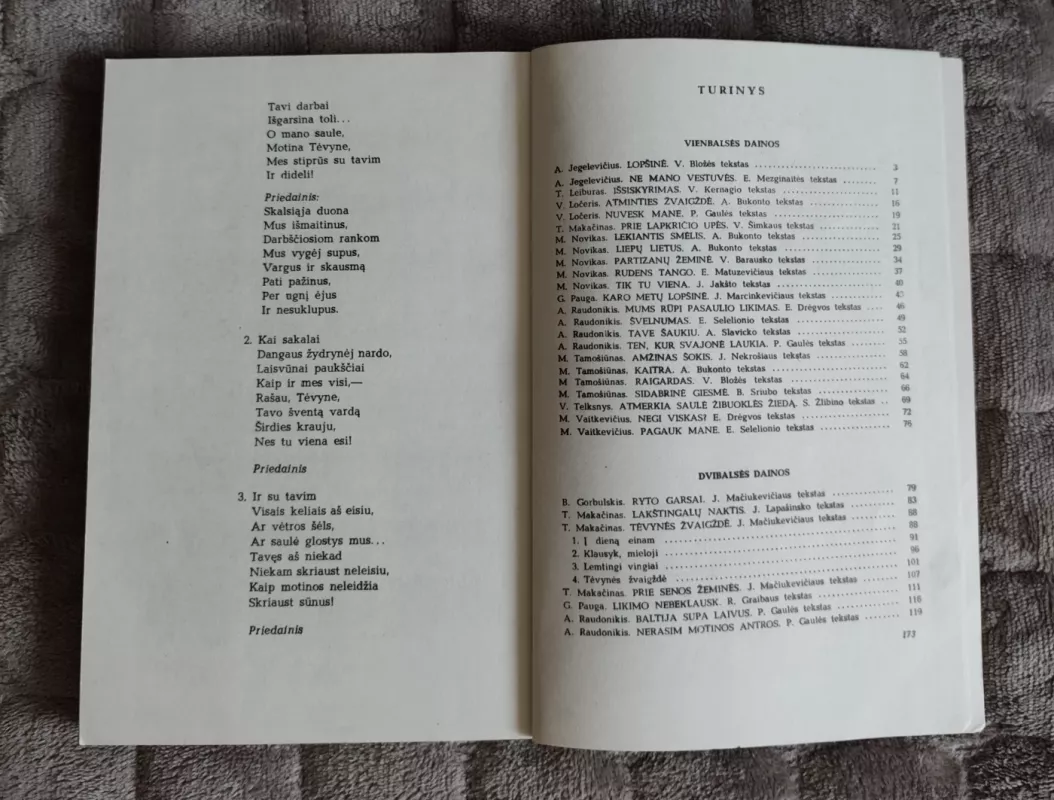 Tavi darbai
Išgarsina toli...
O mano saule,
Motina Tėvyne,
Mes stiprūs su tavim
Ir dideli!
Priedainis:
Skalsiąja duona
Mus išmaitinus,
Darbščiosiom rankom
Mus vygėj supus,
Vargus ir skausmą
Pati pažinus,
Per ugnį ėjus
Ir nesuklupus.
2. Kai sakalai
Dangaus žydrynėj nardo,
Laisvūnai paukščiai
Kaip ir mes visi,—
Rašau, Tėvyne,
Tavo šventą vardą
Širdies krauju,
Nes tu viena esi!
Priedainis
3. Ir su tavim
Visais keliais aš eisiu,
Ar vėtros šėls,
Ar saulė glostys mus...
Tavęs aš niekad
Niekam skriaust neleisiu,
Kaip motinos neleidžia
Skriaust sūnus!
Priedainis
TURINYS
VIENBALSĖS DAINOS
A. Jegelevičius. LOPŠINĖ. V. Bložės tekstas 3
A. Jegelevičius. NE MANO VESTUVĖS. E. Mezginaitės tekstas 7
T. Leiburas. IŠSISKYRIMAS. V. Kernagio tekstas 11
V. Ločeris. ATMINTIES ŽVAIGŽDĖ. A. Bukonto tekstas 16
V. Ločeris. NUVESK MANE. P. Gaulės tekstas 19
T. Makačinas. PRIE LAPKRIČIO UPĖS. V. Šimkaus tekstas 21
M. Novikas. LEKIANTIS SMĖLIS. A. Bukonto tekstas 25
M. Novikas. LIEPŲ LIETUS. A. Bukonto tekstas 29
M. Novikas. PARTIZANŲ ŽEMINĖ. V. Barausko tekstas 34
M. Novikas. RUDENS TANGO. E. Matuzevičiaus tekstas 37
M. Novikas. TIK TU VIENA. J. Jakšto tekstas 40
G. Pauga. KARO METŲ LOPŠINĖ. J. Marcinkevičiaus tekstas 43
A. Raudonikis. MUMS RŪPI PASAULIO LIKIMAS. E. Drėgvos tekstas 46
A. Raudonikis. ŠVELNUMAS. E. Selelionio tekstas 49
A. Raudonikis. TAVE ŠAUKIU. A. Slavicko tekstas 52
A. Raudonikis. TEN, KUR SVAJONĖ LAUKIA. P. Gaulės tekstas 55
M. Tamošiūnas. AMŽINAS ŠOKIS. J. Nekrošiaus tekstas 58
M. Tamošiūnas. KAITRA. A. Bukonto tekstas 62
M Tamošiūnas. RAIGARDAS. V. Bložės tekstas 64
M. Tamošiūnas. SIDABRINĖ GIESMĖ. B. Sriubo tekstas 66
V. Telksnys. ATMERKIA SAULĖ ŽIBUOKLĖS ŽIEDĄ. S. Žlibino tekstas 69
M. Vaitkevičius. NEGI VISKAS? E. Drėgvos tekstas 72
M. Vaitkevičius. PAGAUK MANE. E. Selelionio tekstas 76
DVIBALSĖS DAINOS
B. Gorbulskis. RYTO GARSAI. J. Mačiukevičiaus tekstas 79
T. Makačinas. LAKŠTINGALŲ NAKTIS. J. Lapašinsko tekstas 83
T. Makačinas. TĖVYNĖS ŽVAIGŽDĖ. J. Mačiukevičiaus tekstas 88
1. Į dieną einam 88
2. Klausyk, mieloji 91
3. Lemtingi vingiai 96
4. Tėvynės žvaigždė 101
T. Makačinas. PRIE SENOS ŽEMINĖS. J. Mačiukevičiaus tekstas 107
G. Pauga. LIKIMO NEBEKLAUSK. R. Graibaus tekstas 111
A. Raudonikis. BALTIJA SUPA LAIVUS. P. Gaulės tekstas 116
A. Raudonikis. NERASIM MOTINOS ANTROS. P. Gaulės tekstas 119
173